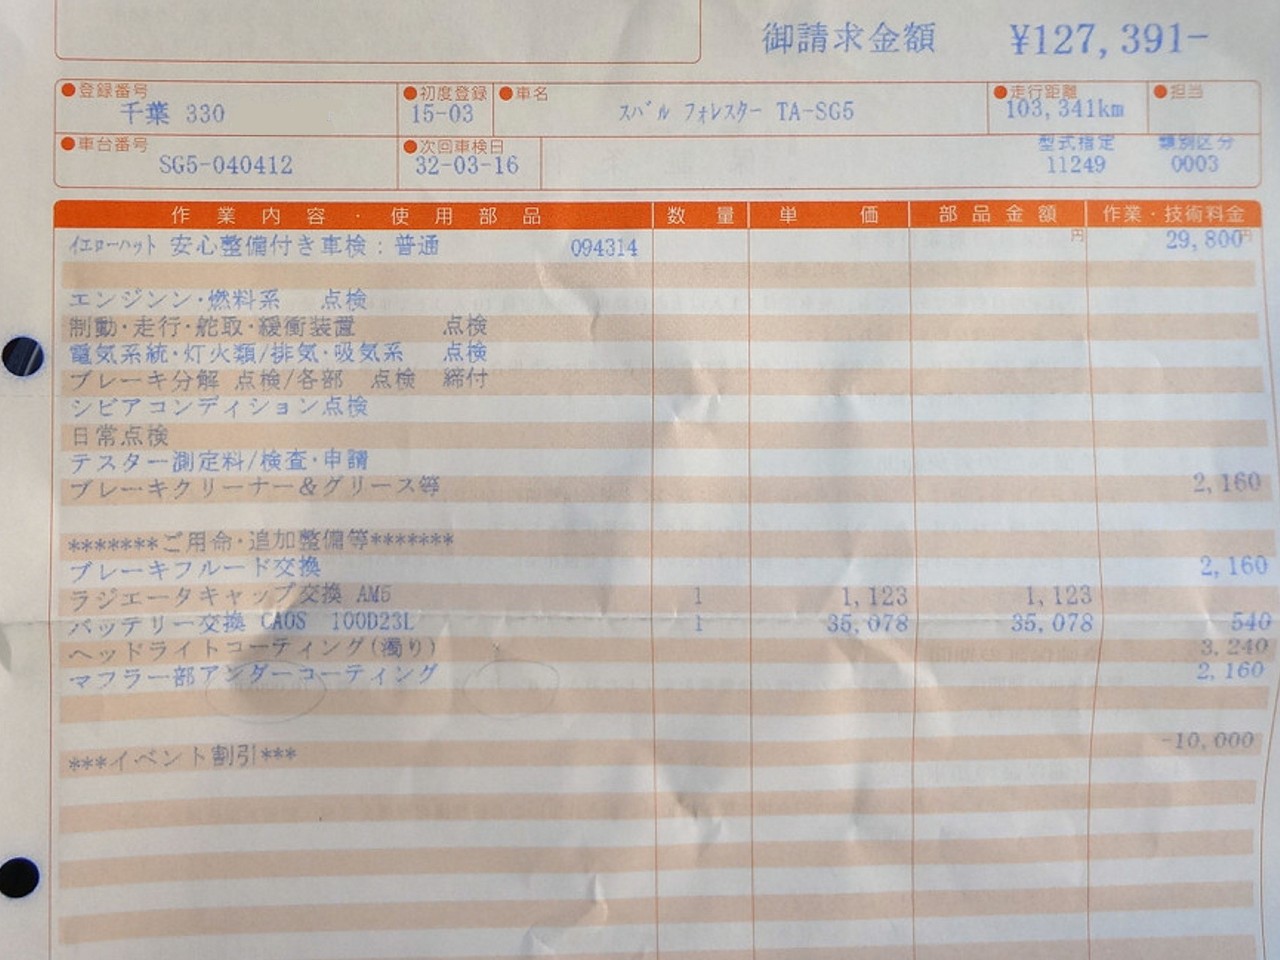 御請求金額 ¥127,391-
●登録番号 ●初度登録 ●車名 ●走行距離 ●担当
千葉 330 15-03 スバル フォレスター TA-SG5 103,341km
●車台番号 ●次回車検日 型式指定 類別区分
SG5-040412 32-03-16 11249 0003
作業内容・使用部品 数量 単価 部品金額 作業・技術料金
イエローハット 安心整備付き車検:普通 094314 円 29,800円
エンジンン・燃料系 点検
制動・走行・舵取・緩衝装置 点検
電気系統・灯火類/排気・吸気系 点検
ブレーキ分解 点検/各部 点検 締付
シビアコンディション点検
日常点検
テスター測定料/検査・申請
ブレーキクリーナー&グリース等 2,160
*******ご用命・追加整備等*******
ブレーキフルード交換 2,160
ラジエータキャップ交換 AM5 1 1,123 1,123
バッテリー交換 CAOS 100D23L 1 35,078 35,078 540
ヘッドライトコーティング(濁り) 3,240
マフラー部アンダーコーティング 2,160
***イベント割引*** -10,000